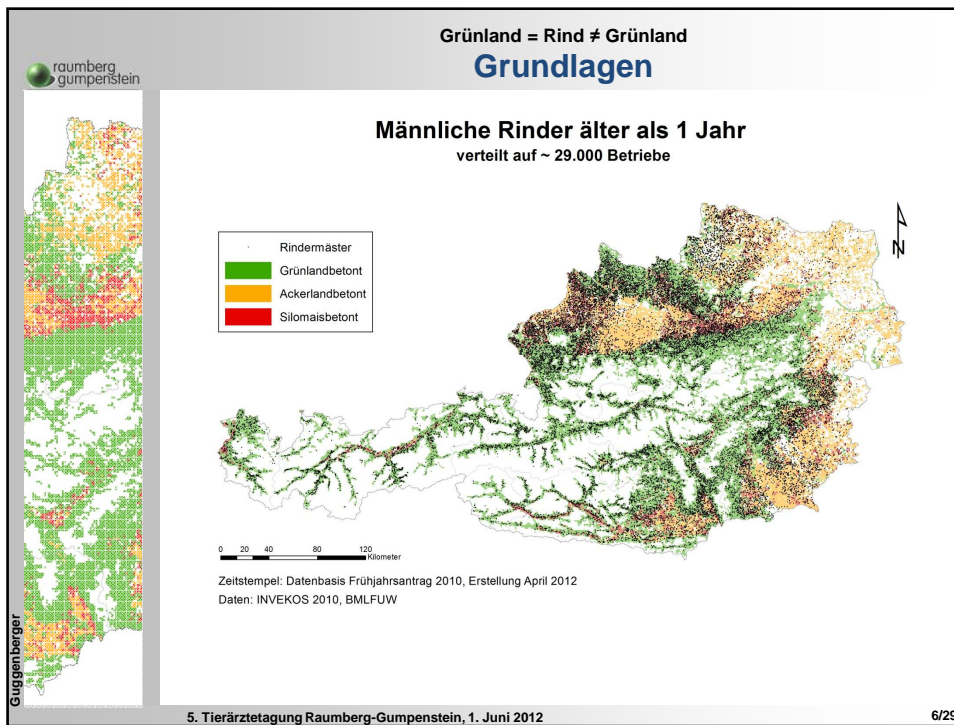 Grünland = Rind ≠ Grünland
Grundlagen
raumberg
gumpenstein
Männliche Rinder älter als 1 Jahr
verteilt auf ~ 29.000 Betriebe
N
Rindermäster
Grünlandbetont
Ackerlandbetont
Silomaisbetont
0 20 40 80 120
Kilometer
Zeitstempel: Datenbasis Frühjahrsantrag 2010, Erstellung April 2012
Daten: INVEKOS 2010, BMLFUW
Guggenberger
5. Tierärztetagung Raumberg-Gumpenstein, 1. Juni 2012
6/29